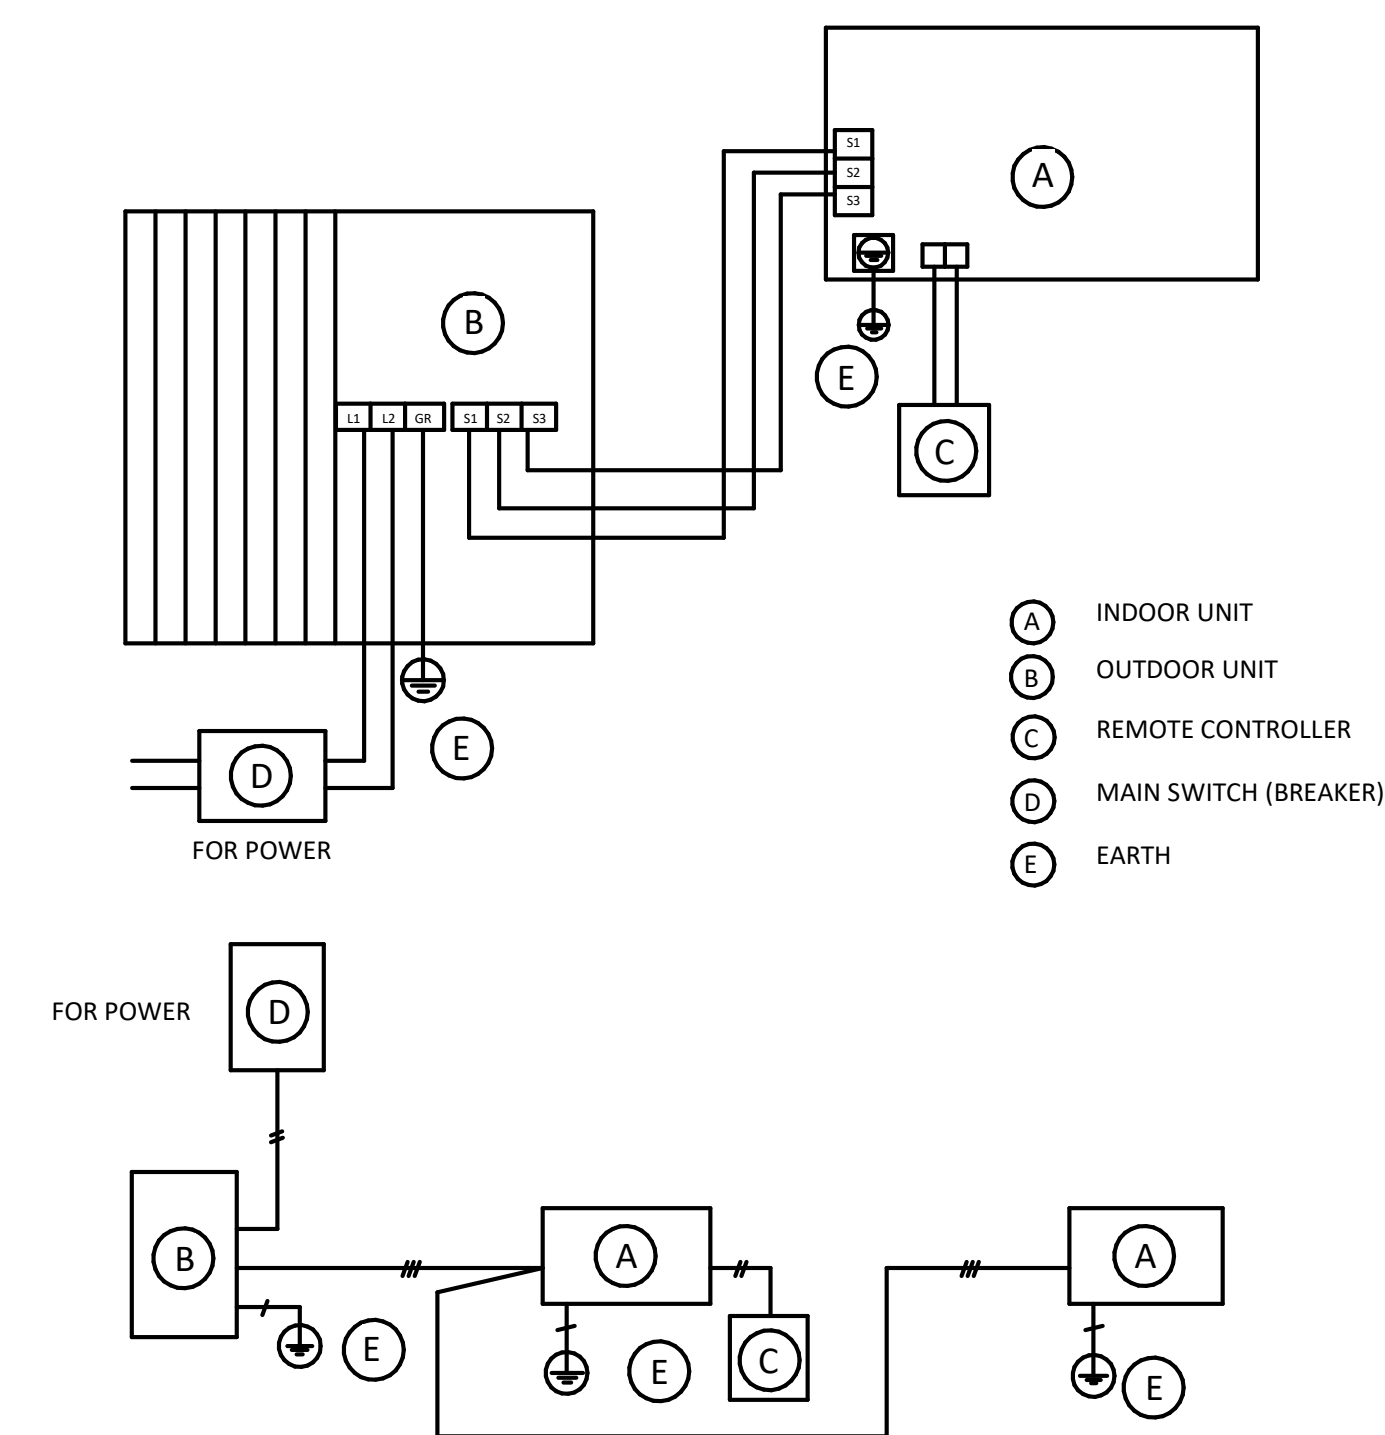 S1
S2
S3
A
B
E
L1 L2 GR S1 S2 S3
C
A INDOOR UNIT
B OUTDOOR UNIT
C REMOTE CONTROLLER
D MAIN SWITCH (BREAKER)
E EARTH
E
D
FOR POWER
FOR POWER
D
B
A
A
E
E
C
E